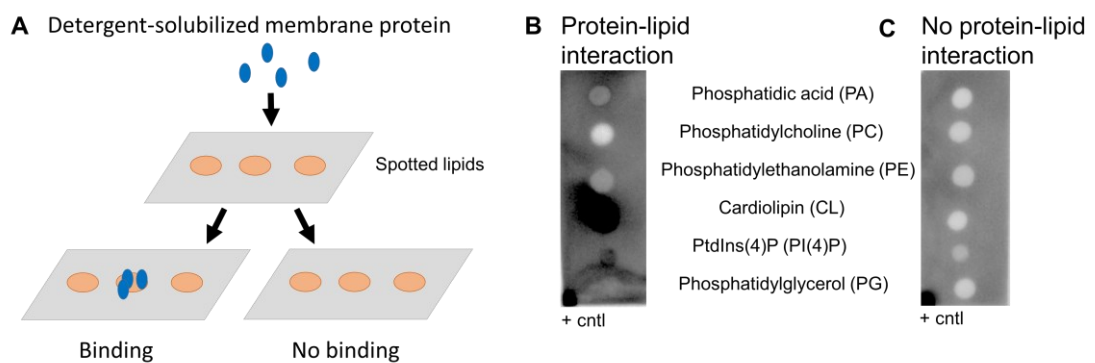 A Detergent-solubilized membrane protein
Spotted lipids
Binding
No binding
B Protein-lipid
interaction
C No protein-lipid
interaction
Phosphatidic acid (PA)
Phosphatidylcholine (PC)
Phosphatidylethanolamine (PE)
Cardiolipin (CL)
PtdIns(4)P (PI(4)P)
Phosphatidylglycerol (PG)
+ cntl
+ cntl